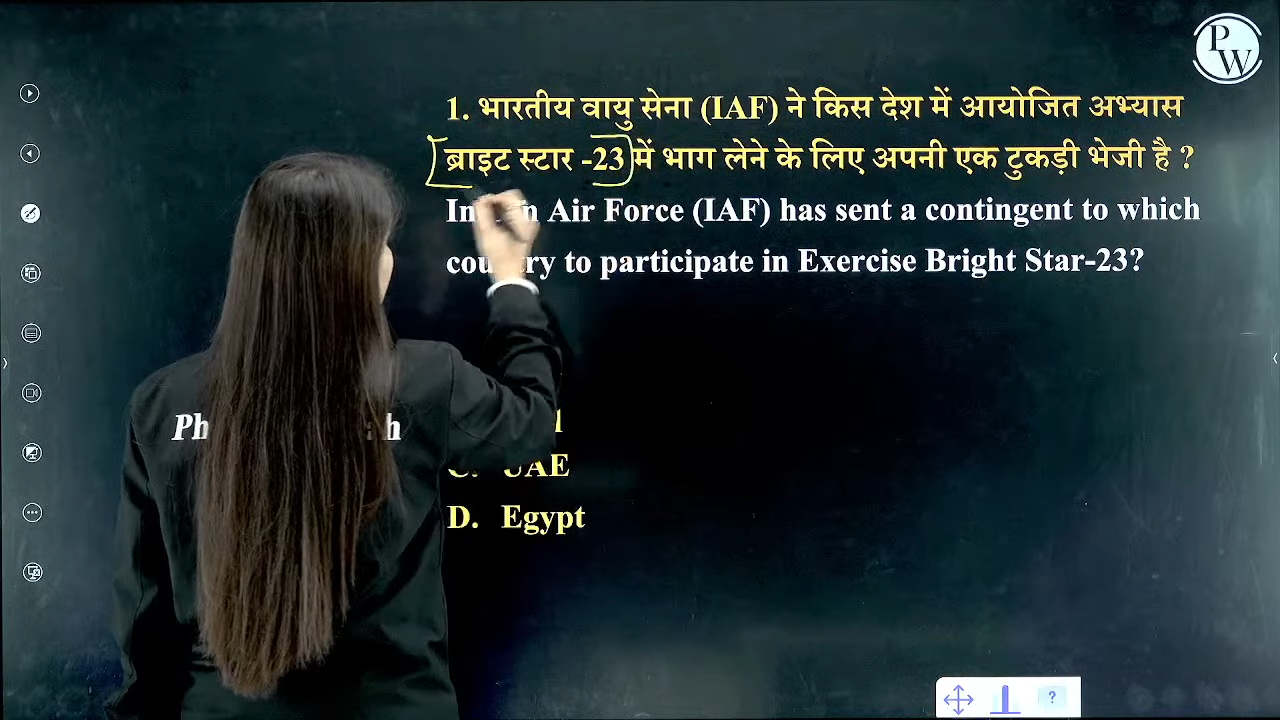 PW
1. भारतीय वायु सेना (IAF) ने किस देश में आयोजित अभ्यास
ब्राइट स्टार -23 में भाग लेने के लिए अपनी एक टुकड़ी भेजी है ?
Air Force (IAF) has sent a contingent to which
to participate in Exercise Bright Star-23?
UAE
D. Egypt
?